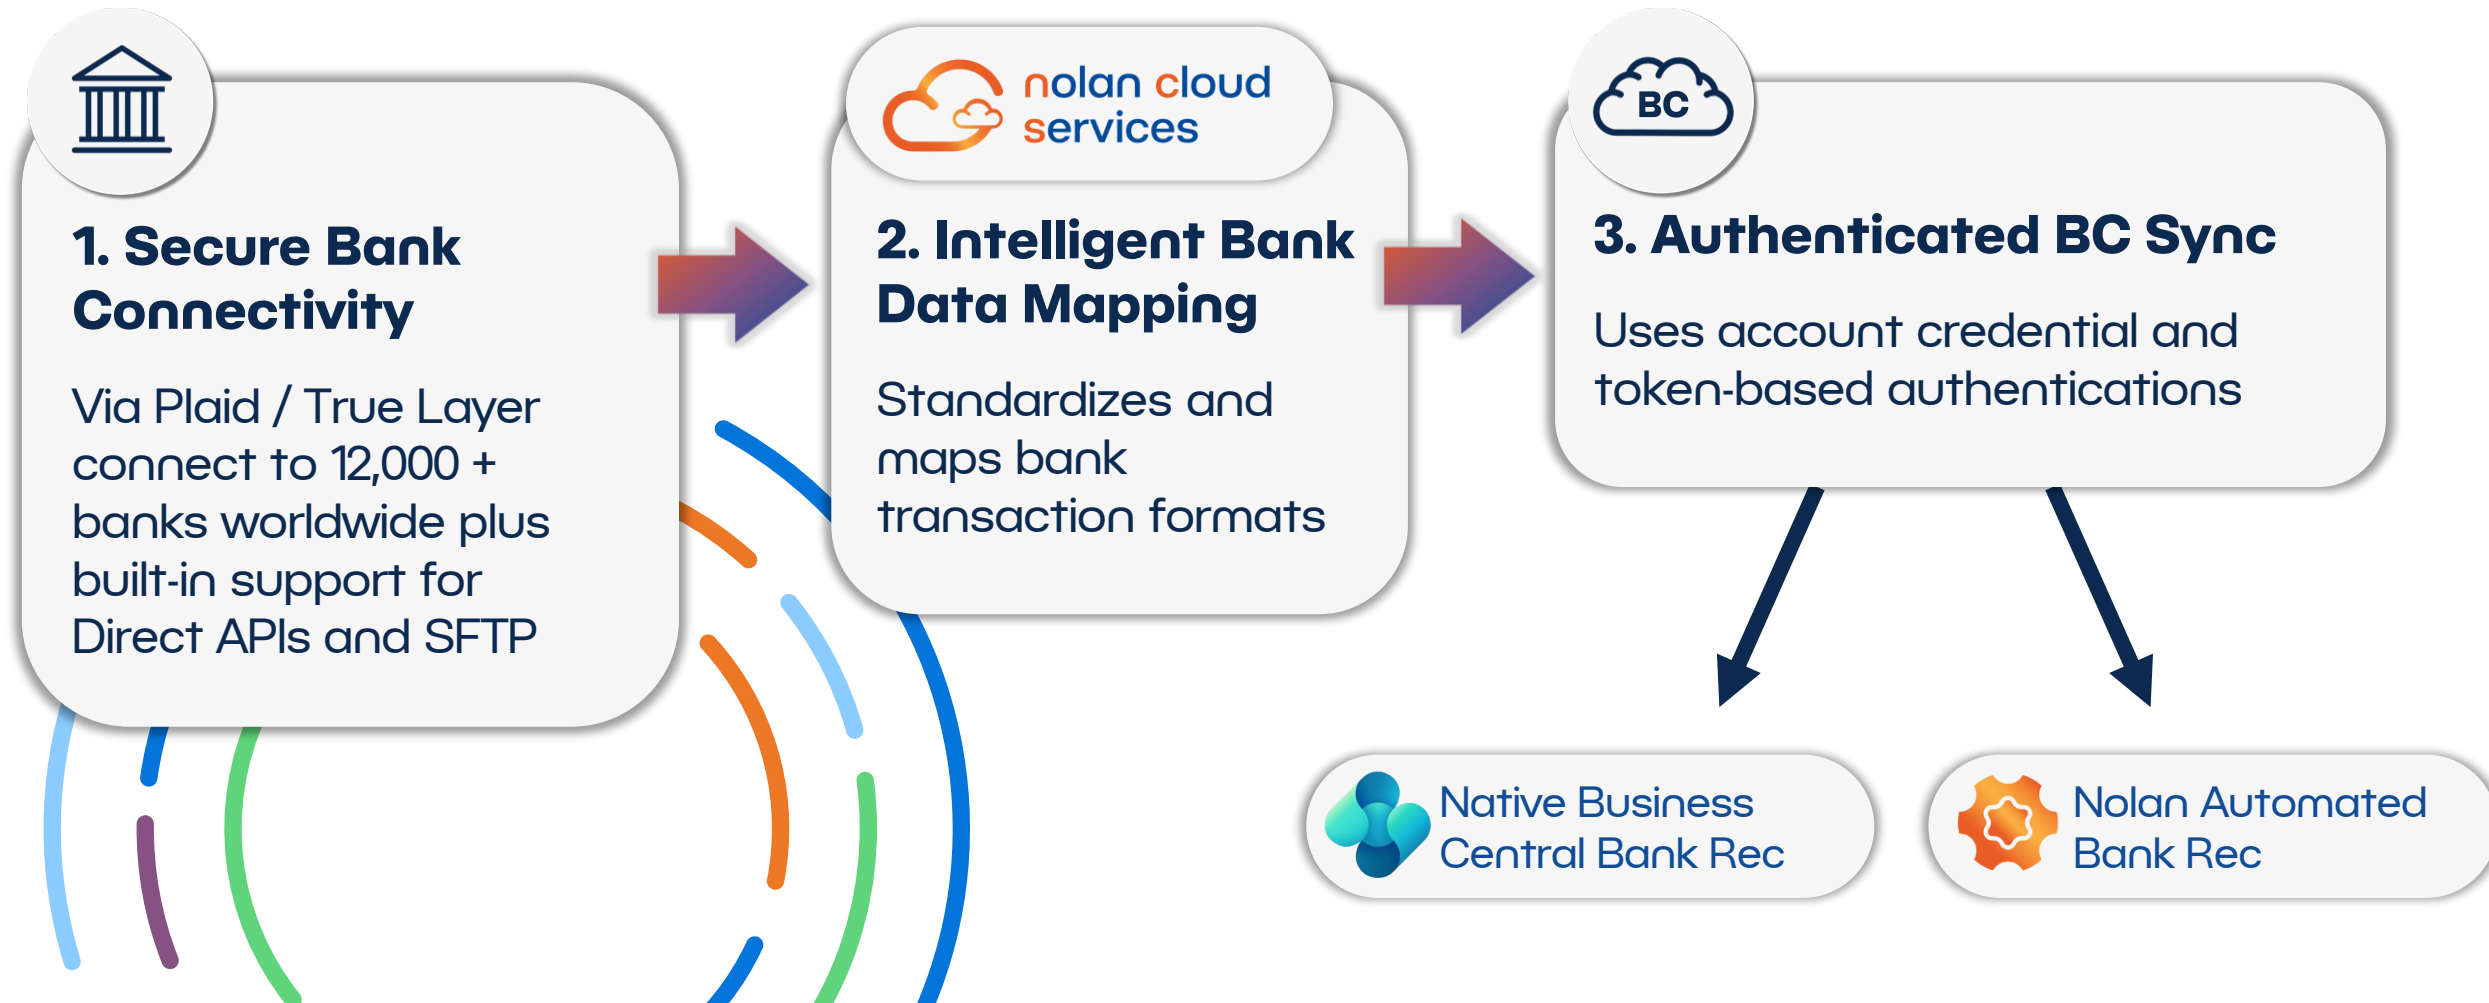 1. Secure Bank
Connectivity
Via Plaid / True Layer
connect to 12,000 +
banks worldwide plus
built-in support for
Direct APIs and SFTP
nolan cloud
services
2. Intelligent Bank
Data Mapping
Standardizes and
maps bank
transaction formats
BC
3. Authenticated BC Sync
Uses account credential and
token-based authentications
Native Business
Central Bank Rec
Nolan Automated
Bank Rec